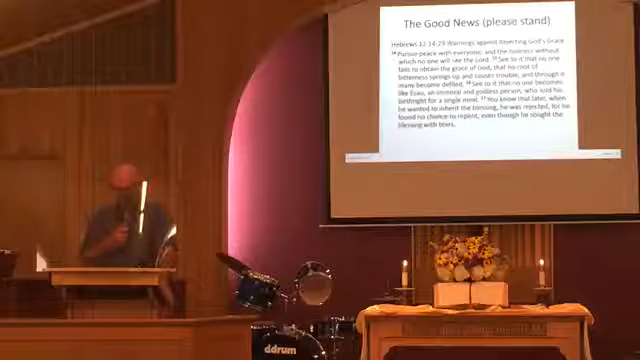 The Good News (please stand)
Hebrews 12:14-29 Warnings against Rejecting God's Grace
14 Pursue peace with everyone, and the holiness without
which no one will see the Lord. 15 See to it that no one
fails to obtain the grace of God, that no root of
bitterness springs up and causes trouble, and through it
many become defiled. 16 See to it that no one becomes
like Esau, an immoral and godless person, who sold his
birthright for a single meal. 17 You know that later, when
he wanted to inherit the blessing, he was rejected, for he
found no chance to repent, even though he sought the
blessing with tears.
ddrum